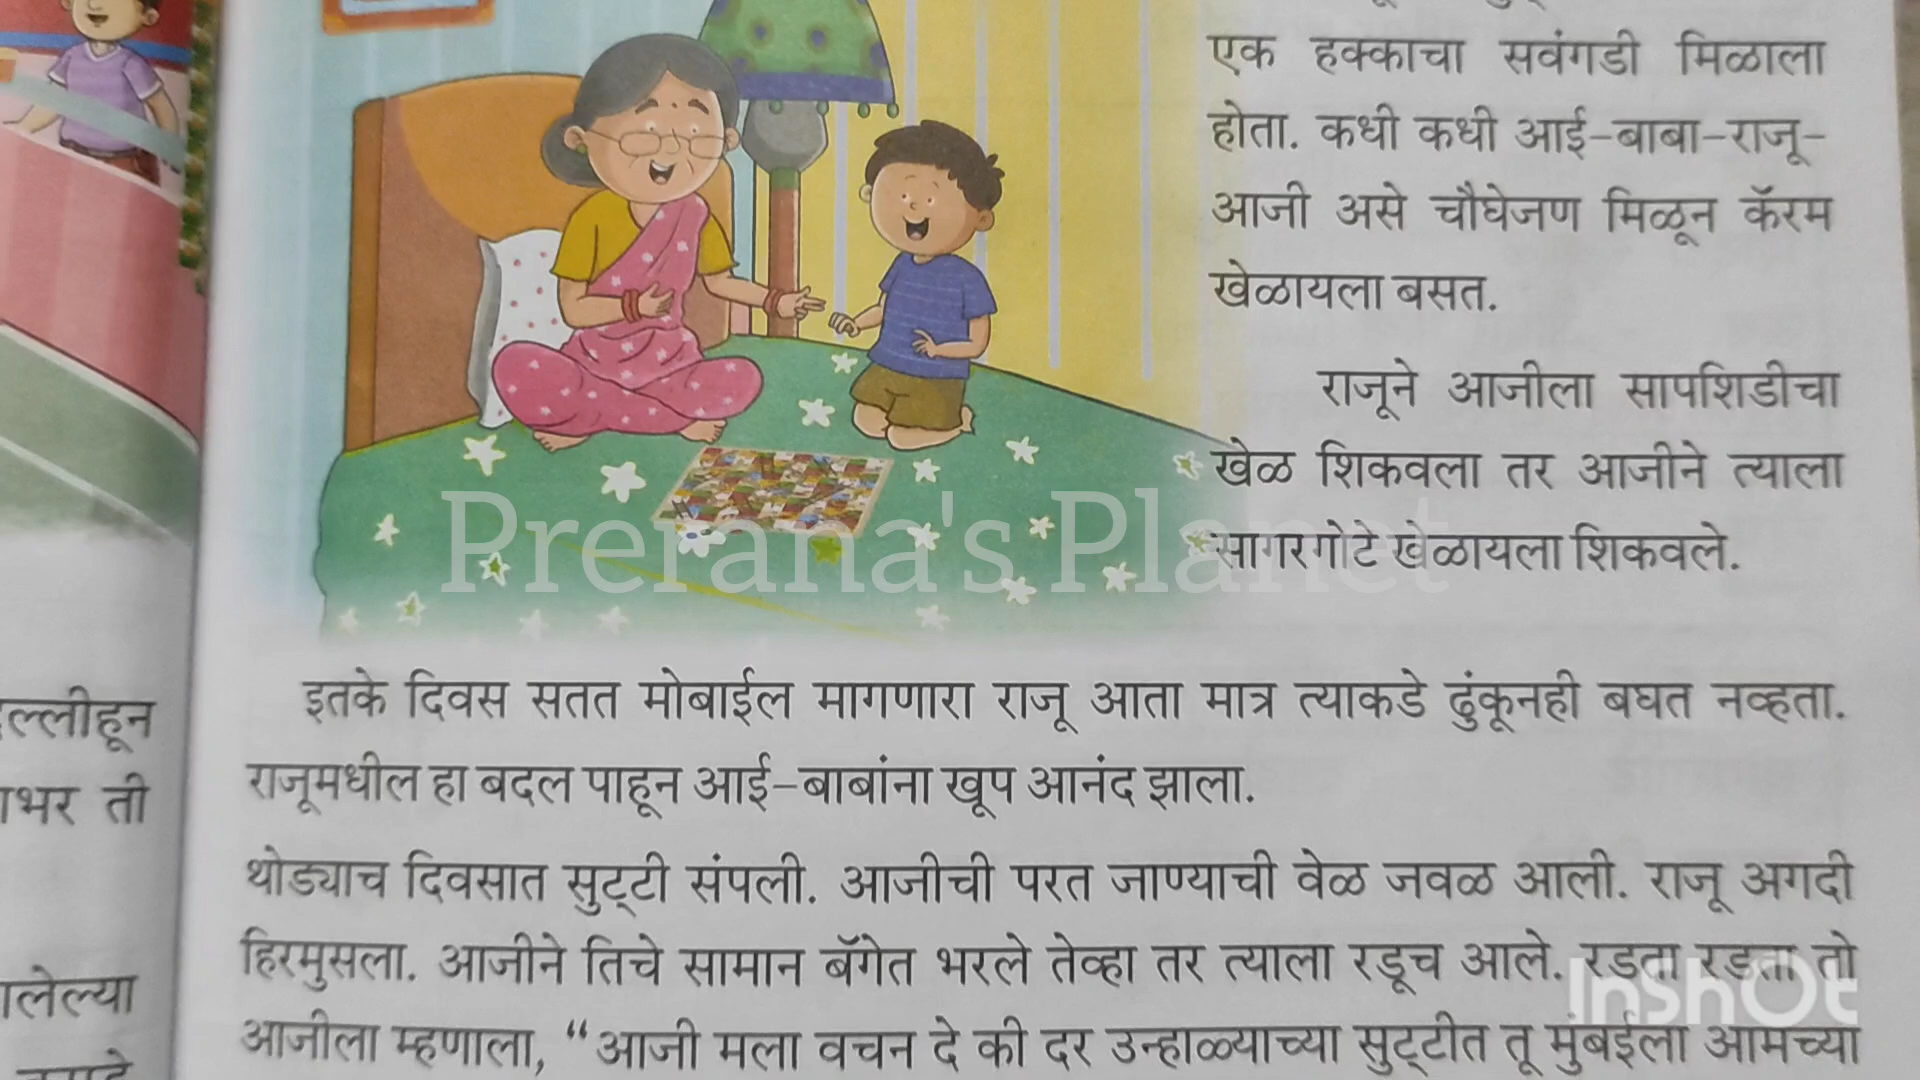 एक हक्काचा सवंगडी मिळाला
होता. कधी कधी आई-बाबा-राजू-
आजी असे चौघेजण मिळून कॅरम
खेळायला बसत.
राजूने आजीला सापशिडीचा
खेळ शिकवला तर आजीने त्याला
सागरगोटे खेळायला शिकवले.
Prerana's Planet
इतके दिवस सतत मोबाईल मागणारा राजू आता मात्र त्याकडे ढुंकूनही बघत नव्हता.
राजूमधील हा बदल पाहून आई-बाबांना खूप आनंद झाला.
थोड्याच दिवसात सुट्टी संपली. आजीची परत जाण्याची वेळ जवळ आली. राजू अगदी
हिरमुसला. आजीने तिचे सामान बॅगेत भरले तेव्हा तर त्याला रडूच आले. रडता रडता तो
आजीला म्हणाला, “आजी मला वचन दे की दर उन्हाळ्याच्या सुट्टीत तू मुंबईला आमच्या
भर ती
InShOt